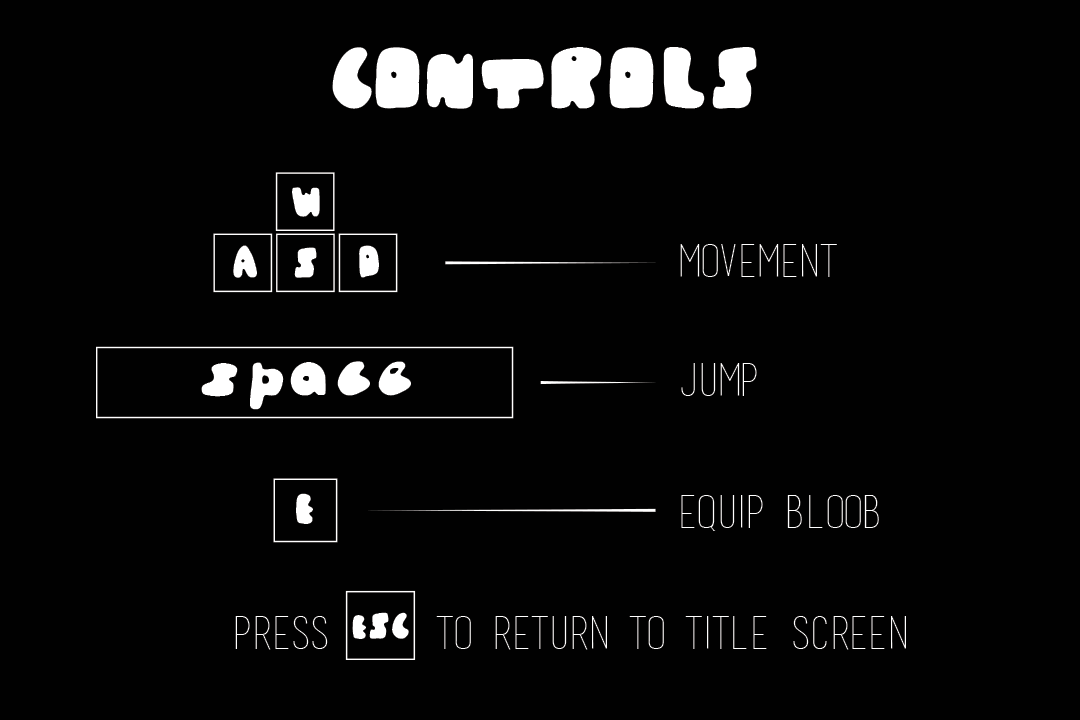 CONTROLS
W
A S D MOVEMENT
space JUMP
E EQUIP BLOOB
PRESS ESC TO RETURN TO TITLE SCREEN